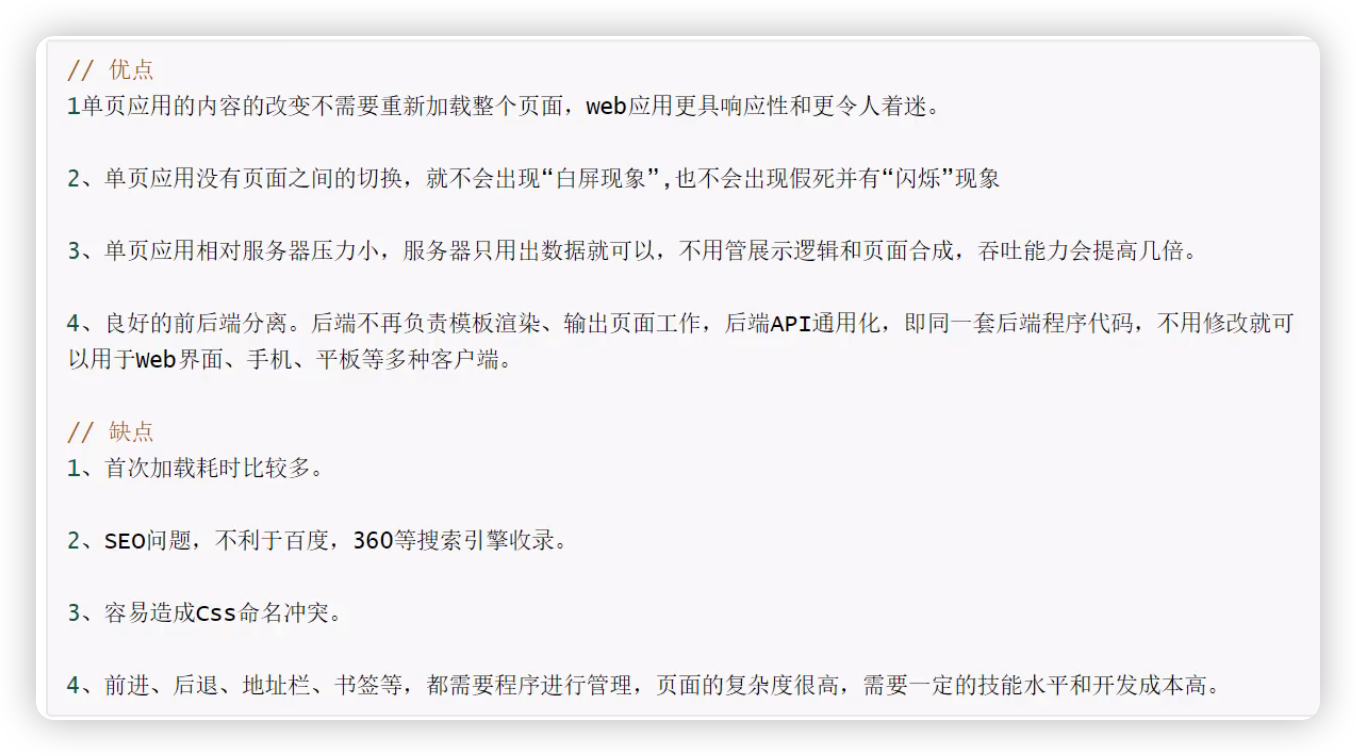 // 优点
1单页应用的内容的改变不需要重新加载整个页面，web应用更具响应性和更令人着迷。
2、单页应用没有页面之间的切换，就不会出现“白屏现象”,也不会出现假死并有“闪烁”现象
3、单页应用相对服务器压力小，服务器只用出数据就可以，不用管展示逻辑和页面合成，吞吐能力会提高几倍。
4、良好的前后端分离。后端不再负责模板渲染、输出页面工作，后端API通用化，即同一套后端程序代码，不用修改就可
以用于Web界面、手机、平板等多种客户端。
// 缺点
1、首次加载耗时比较多。
2、SEO问题，不利于百度，360等搜索引擎收录。
3、容易造成Css命名冲突。
4、前进、后退、地址栏、书签等，都需要程序进行管理，页面的复杂度很高，需要一定的技能水平和开发成本高。